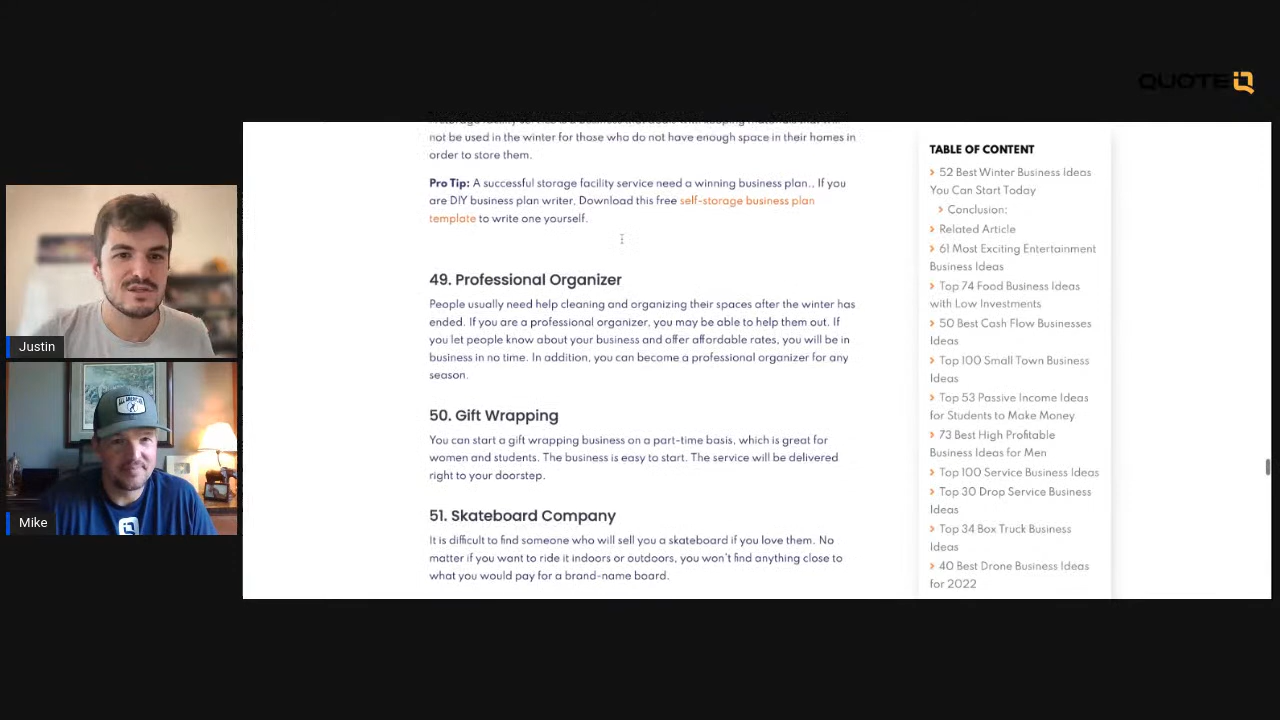 QUOTE
not be used in the winter for those who do not have enough space in their homes in
order to store them.
Pro Tip: A successful storage facility service need a winning business plan., If you
are DIY business plan writer, Download this free self-storage business plan
template to write one yourself.
49. Professional Organizer
People usually need help cleaning and organizing their spaces after the winter has
ended. If you are a professional organizer, you may be able to help them out. If
you let people know about your business and offer affordable rates, you will be in
business in no time. In addition, you can become a professional organizer for any
season.
50. Gift Wrapping
You can start a gift wrapping business on a part-time basis, which is great for
women and students. The business is easy to start. The service will be delivered
right to your doorstep.
51. Skateboard Company
It is difficult to find someone who will sell you a skateboard if you love them. No
matter if you want to ride it indoors or outdoors, you won't find anything close to
what you would pay for a brand-name board.
TABLE OF CONTENT
52 Best Winter Business Ideas
You Can Start Today
Conclusion:
Related Article
61 Most Exciting Entertainment
Business Ideas
Top 74 Food Business Ideas
with Low Investments
50 Best Cash Flow Businesses
Ideas
Top 100 Small Town Business
Ideas
Top 53 Passive Income Ideas
for Students to Make Money
73 Best High Profitable
Business Ideas for Men
Top 100 Service Business Ideas
Top 30 Drop Service Business
Ideas
Top 34 Box Truck Business
Ideas
40 Best Drone Business Ideas
for 2022
Justin
Mike